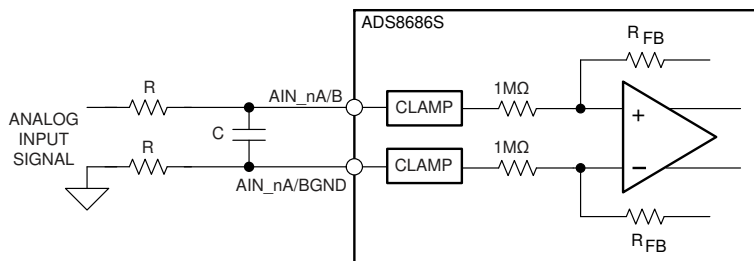 ADS8686S
R FB
R
AIN_nA/B
CLAMP
1MΩ
ANALOG
INPUT
SIGNAL
C
+
R
AIN_nA/BGND
CLAMP
1MΩ
−
R FB